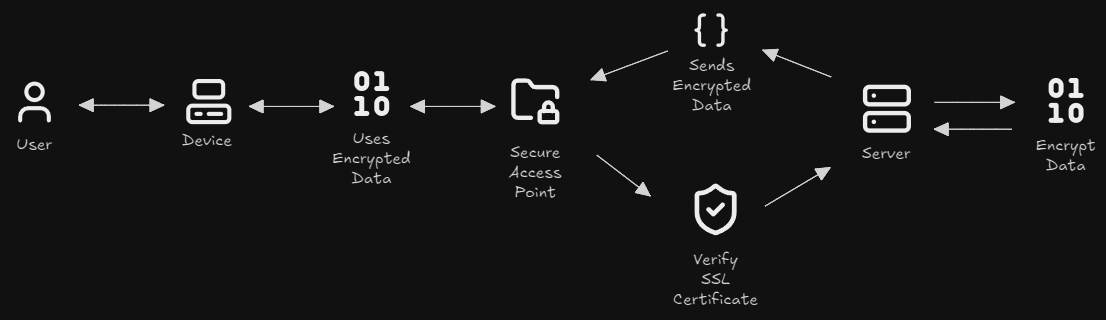 User
Device
01
10
Uses
Encrypted
Data
Secure
Access
Point
{ }
Sends
Encrypted
Data
Verify
SSL
Certificate
Server
01
10
Encrypt
Data